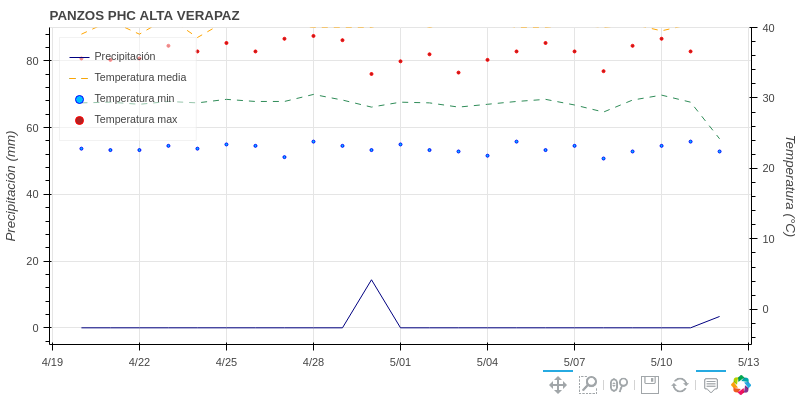 PANZOS PHC ALTA VERAPAZ
Precipitación
Temperatura media
Temperatura min
Temperatura max
Precipitación (mm)
80
60
40
20
0
Temperatura (°C)
40
30
20
10
0
4/19 4/22 4/25 4/28 5/01 5/04 5/07 5/10 5/13